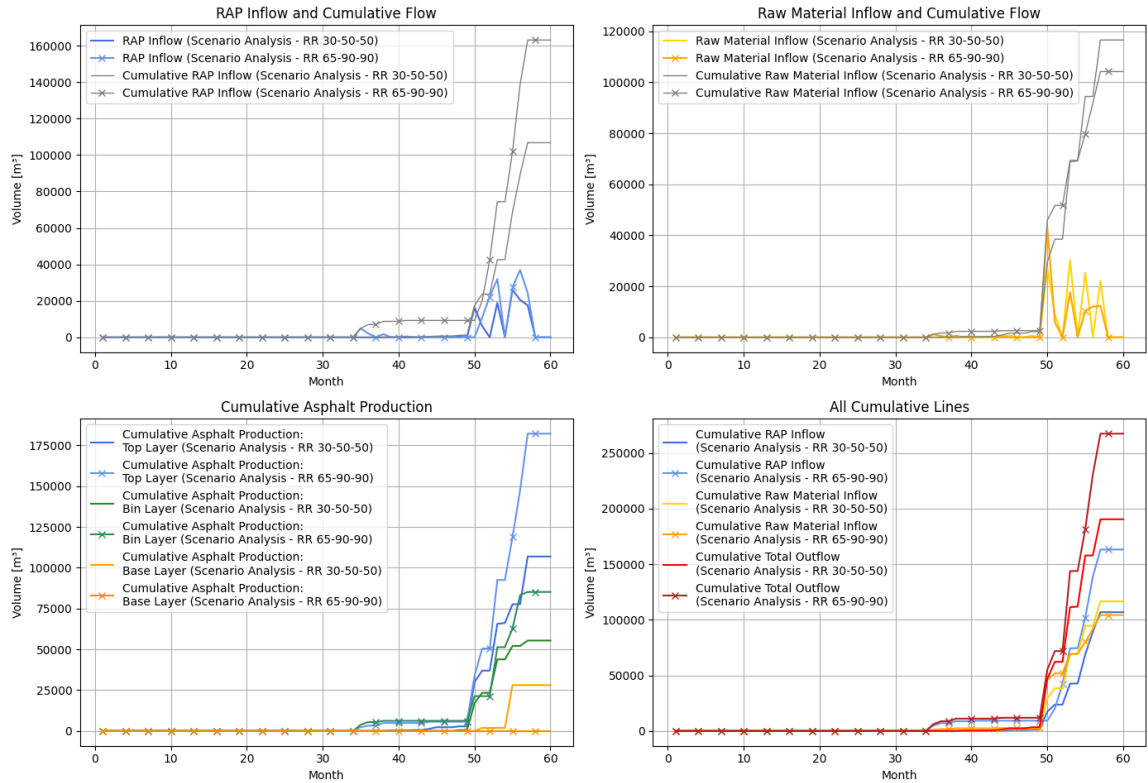 RAP Inflow and Cumulative Flow
RAP Inflow (Scenario Analysis - RR 30-50-50)
RAP Inflow (Scenario Analysis - RR 65-90-90)
Cumulative RAP Inflow (Scenario Analysis - RR 30-50-50)
Cumulative RAP Inflow (Scenario Analysis - RR 65-90-90)
160000
140000
120000
100000
80000
60000
40000
20000
0
Volume [m³]
0 10 20 30 40 50 60
Month
Raw Material Inflow and Cumulative Flow
Raw Material Inflow (Scenario Analysis - RR 30-50-50)
Raw Material Inflow (Scenario Analysis - RR 65-90-90)
Cumulative Raw Material Inflow (Scenario Analysis - RR 30-50-50)
Cumulative Raw Material Inflow (Scenario Analysis - RR 65-90-90)
120000
100000
80000
60000
40000
20000
0
Volume [m³]
0 10 20 30 40 50 60
Month
Cumulative Asphalt Production
Cumulative Asphalt Production:
Top Layer (Scenario Analysis - RR 30-50-50)
Cumulative Asphalt Production:
Top Layer (Scenario Analysis - RR 65-90-90)
Cumulative Asphalt Production:
Bin Layer (Scenario Analysis - RR 30-50-50)
Cumulative Asphalt Production:
Bin Layer (Scenario Analysis - RR 65-90-90)
Cumulative Asphalt Production:
Base Layer (Scenario Analysis - RR 30-50-50)
Cumulative Asphalt Production:
Base Layer (Scenario Analysis - RR 65-90-90)
175000
150000
125000
100000
75000
50000
25000
0
Volume [m³]
0 10 20 30 40 50 60
Month
All Cumulative Lines
Cumulative RAP Inflow
(Scenario Analysis - RR 30-50-50)
Cumulative RAP Inflow
(Scenario Analysis - RR 65-90-90)
Cumulative Raw Material Inflow
(Scenario Analysis - RR 30-50-50)
Cumulative Raw Material Inflow
(Scenario Analysis - RR 65-90-90)
Cumulative Total Outflow
(Scenario Analysis - RR 30-50-50)
Cumulative Total Outflow
(Scenario Analysis - RR 65-90-90)
250000
200000
150000
100000
50000
0
Volume [m³]
0 10 20 30 40 50 60
Month